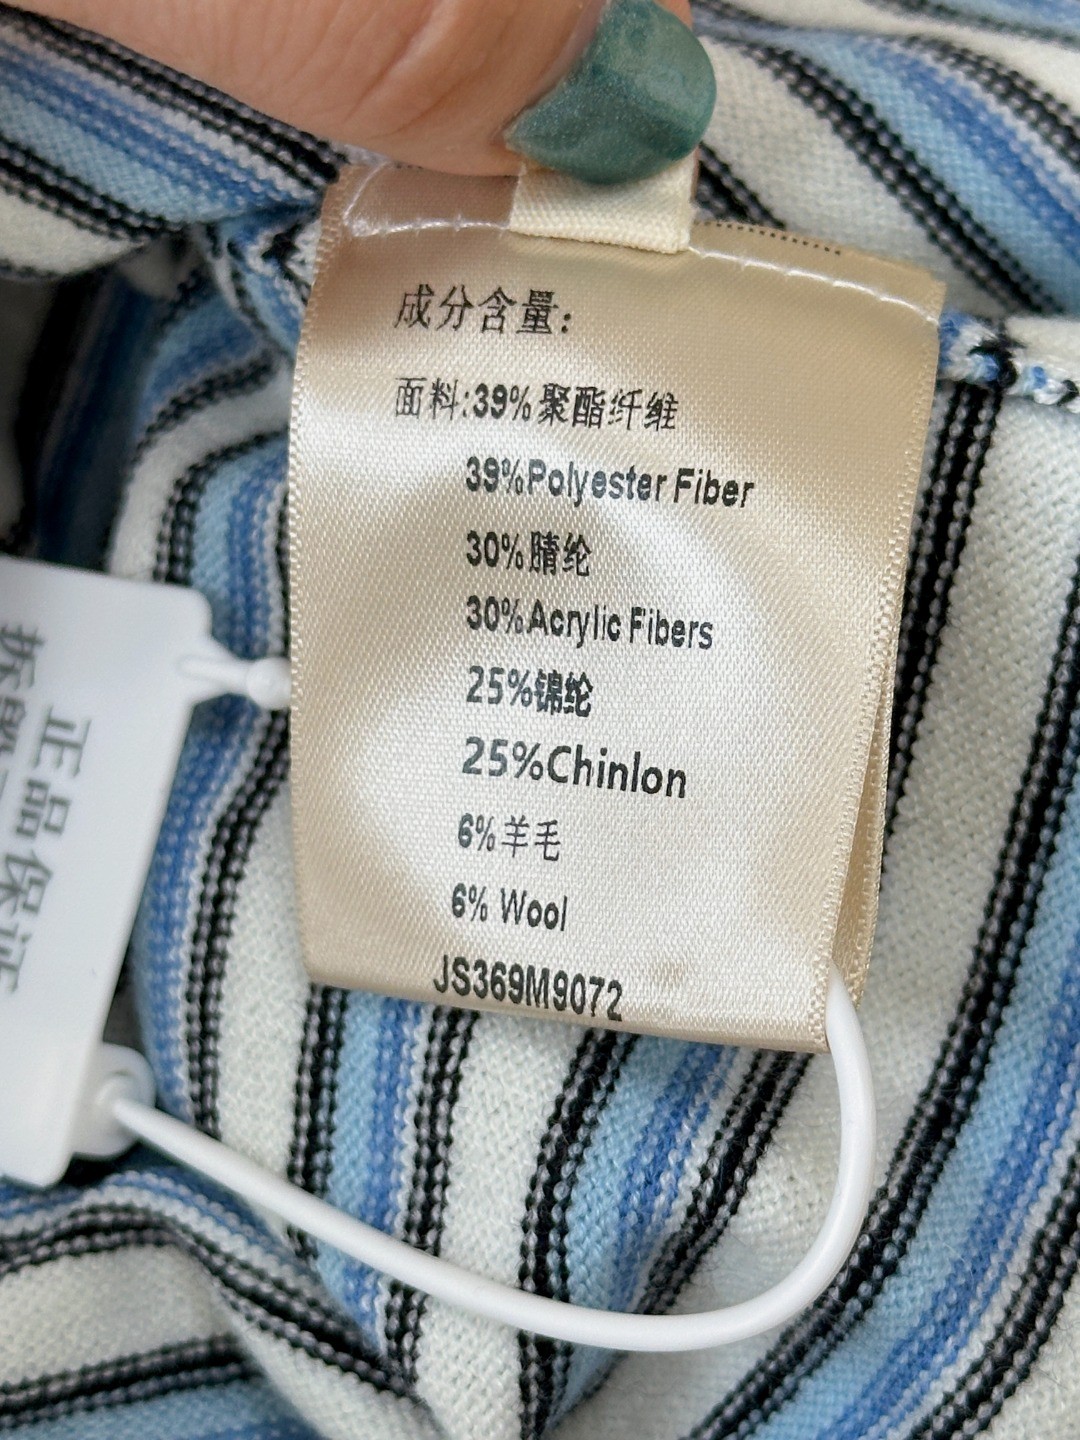 成分含量:
面料:39%聚酯纤维
39%Polyester Fiber
30%腈纶
30%Acrylic Fibers
25%锦纶
25%Chinlon
6%羊毛
6% Wool
JS369M9072
正品保证